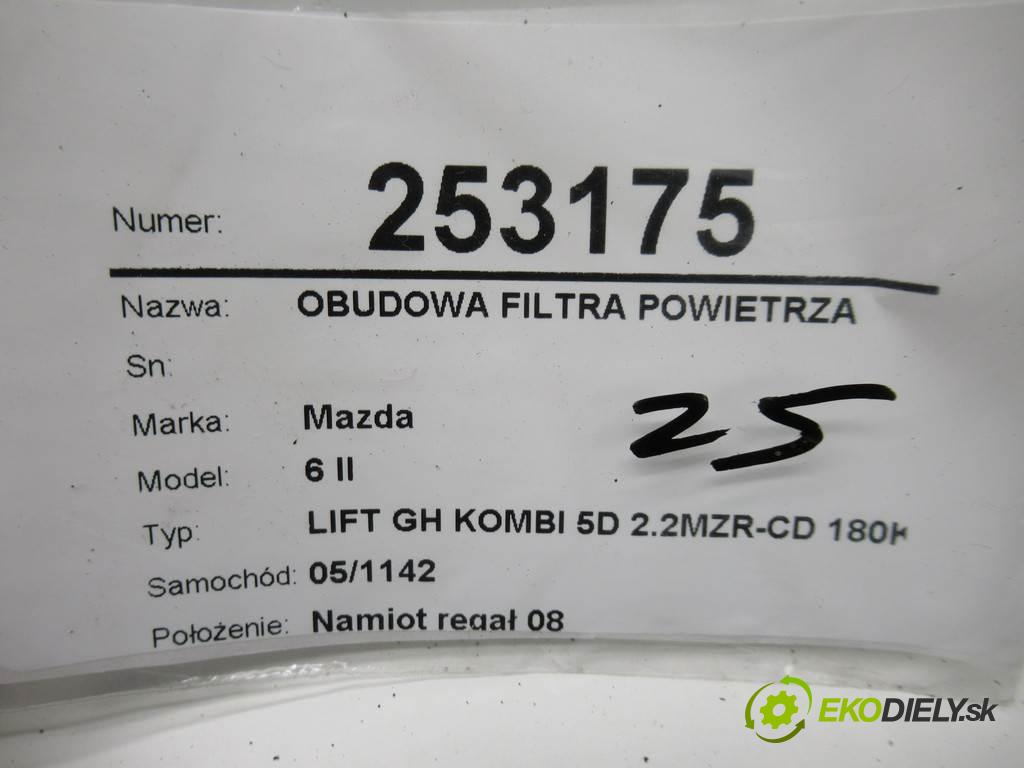 Numer: 253175
Nazwa: OBUDOWA FILTRA POWIETRZA
Sn:
Marka: Mazda
25
Model: 6 II
Typ: LIFT GH KOMBI 5D 2.2MZR-CD 180K
Samochód: 05/1142
Położenie: Namiot regał 08
EKODIELY.sk